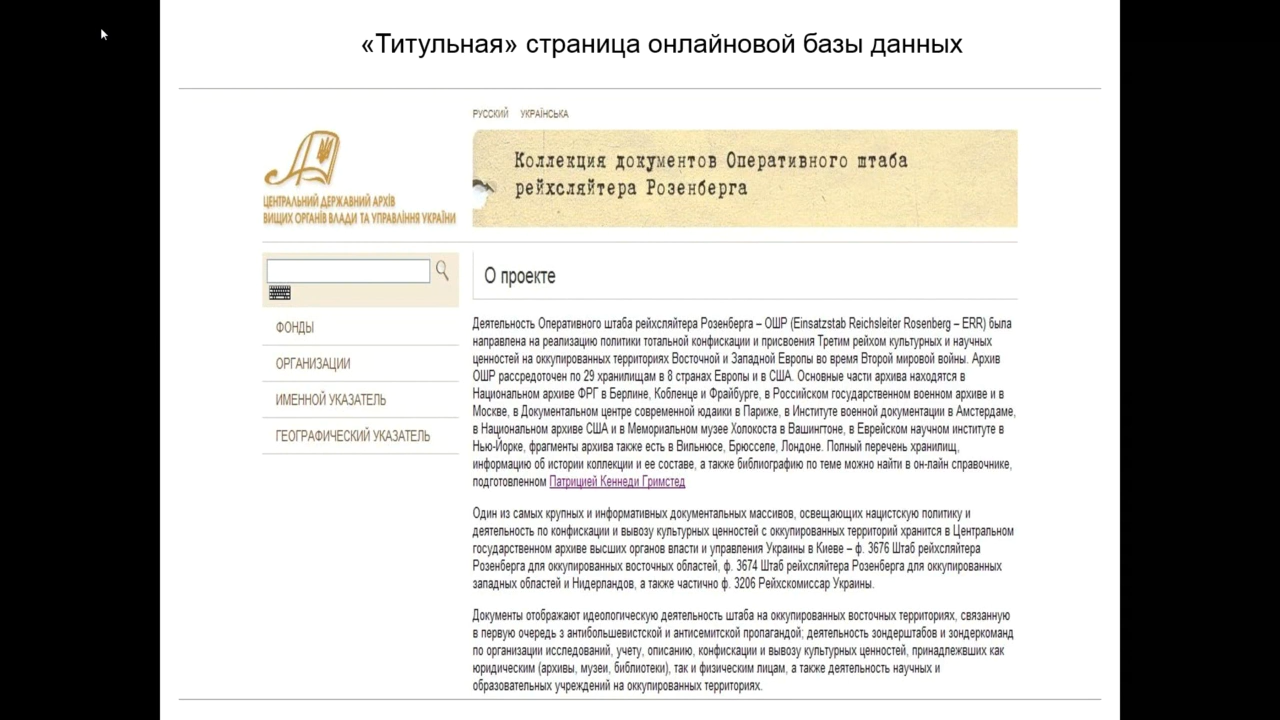 «Титульная» страница онлайновой базы данных
РУССКИЙ УКРАЇНСЬКА
ЦЕНТРАЛЬНИЙ ДЕРЖАВНИЙ АРХІВ
ВИЩИХ ОРГАНІВ ВЛАДИ ТА УПРАВЛІННЯ УКРАЇНИ
Коллекция документов Оперативного штаба
рейхсляйтера Розенберга
ФОНДЫ
ОРГАНИЗАЦИИ
ИМЕННОЙ УКАЗАТЕЛЬ
ГЕОГРАФИЧЕСКИЙ УКАЗАТЕЛЬ
О проекте
Деятельность Оперативного штаба рейхсляйтера Розенберга – ОШР (Einsatzstab Reichsleiter Rosenberg – ERR) была
направлена на реализацию политики тотальной конфискации и присвоения Третим рейхом культурных и научных
ценностей на оккупированных территориях Восточной и Западной Европы во время Второй мировой войны. Архив
ОШР рассредоточен по 29 хранилищам в 8 странах Европы и в США. Основные части архива находятся в
Национальном архиве ФРГ в Берлине, Кобленце и Фрайбурге, в Российском государственном военном архиве и в
Москве, в Документальном центре современной юдаики в Париже, в Институте военной документации в Амстердаме,
в Национальном архиве США и в Мемориальном музее Холокоста в Вашингтоне, в Еврейском научном институте в
Нью-Йорке, фрагменты архива также есть в Вильнюсе, Брюсселе, Лондоне. Полный перечень хранилищ,
информацию об истории коллекции и ее составе, а также библиографию по теме можно найти в он-лайн справочнике,
подготовленном Патрицией Кеннеди Гримстед
Один из самых крупных и информативных документальных массивов, освещающих нацистскую политику и
деятельность по конфискации и вывозу культурных ценностей с оккупированных территорий хранится в Центральном
государственном архиве высших органов власти и управления Украины в Киеве – ф. 3676 Штаб рейхсляйтера
Розенберга для оккупированных восточных областей, ф. 3674 Штаб рейхсляйтера Розенберга для оккупированных
западных областей и Нидерландов, а также частично ф. 3206 Рейхскомиссар Украины.
Документы отображают идеологическую деятельность штаба на оккупированных восточных территориях, связанную
в первую очередь з антибольшевистской и антисемитской пропагандой; деятельность зондерштабов и зондеркоманд
по организации исследований, учету, описанию, конфискации и вывозу культурных ценностей, принадлежвших как
юридическим (архивы, музеи, библиотеки), так и физическим лицам, а также деятельность научных и
образовательных учреждений на оккупированных территориях.